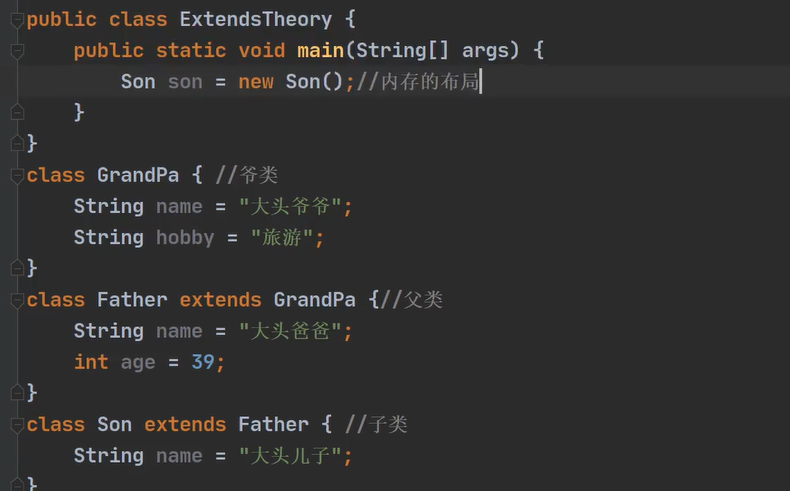 public class ExtendsTheory {
    public static void main(String[] args) {
        Son son = new Son();//内存的布局
    }
}
class GrandPa { //爷类
    String name = "大头爷爷";
    String hobby = "旅游";
}
class Father extends GrandPa {//父类
    String name = "大头爸爸";
    int age = 39;
}
class Son extends Father { //子类
    String name = "大头儿子";
}